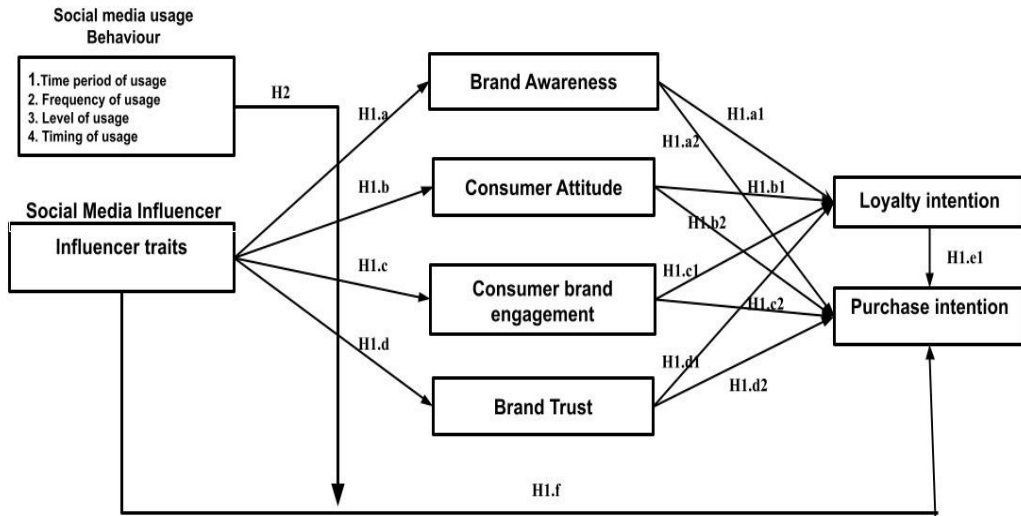 Social media usage
Behaviour
1.Time period of usage
2. Frequency of usage
3. Level of usage
4. Timing of usage
H2
Social Media Influencer
Influencer traits
H1.a
H1.b
H1.c
H1.d
Brand Awareness
Consumer Attitude
Consumer brand
engagement
Brand Trust
H1.a1
H1.a2
H1.b1
H1.b2
H1.c1
H1.c2
H1.d1
H1.d2
Loyalty intention
H1.e1
Purchase intention
H1.f